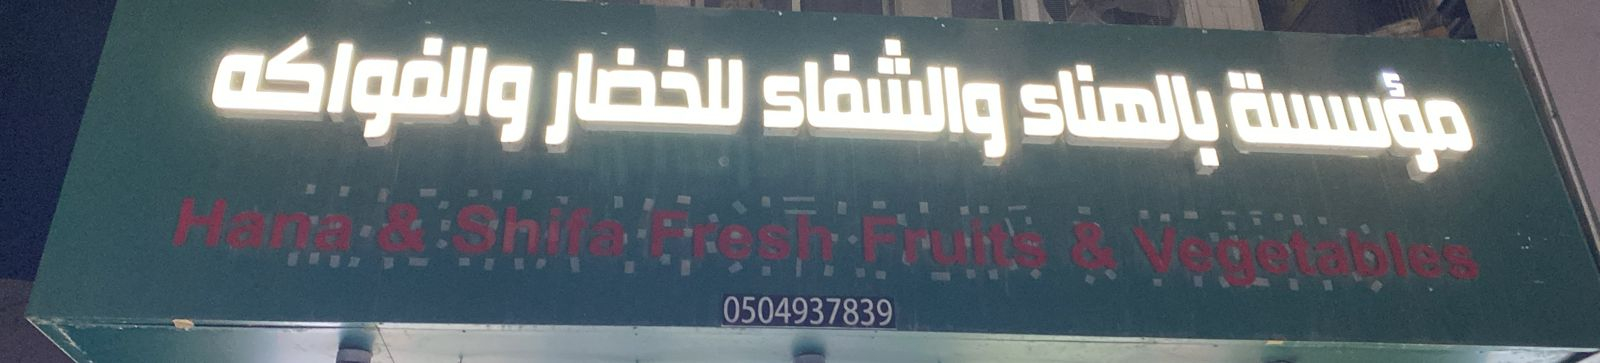 مؤسسة بالهناء والشفاء للخضار والفواكه
Hana & Shifa Fresh Fruits & Vegetables
0504937839